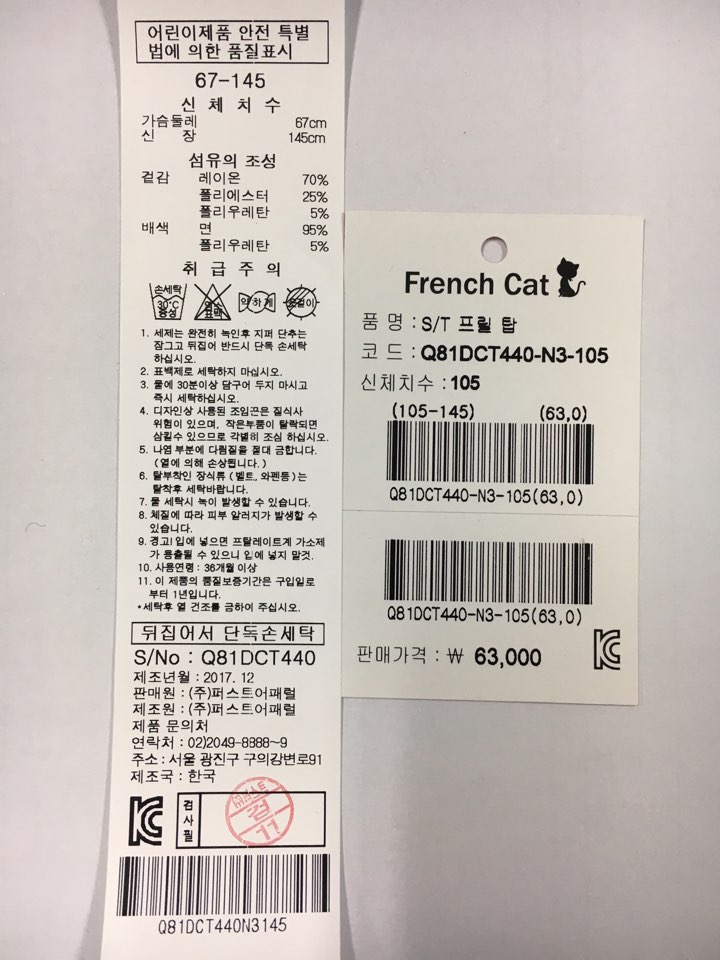 어린이제품 안전 특별
법에 의한 품질표시
67-145
신 체 치 수
가슴둘레 67cm
신 장 145cm
섬유의 조성
겉감 레이온 70%
폴리에스터 25%
폴리우레탄 5%
배색 면 95%
폴리우레탄 5%
취 급 주 의
손세탁
30°C
중성
염소
표백
약하게
옷걸이
1. 세제는 완전히 녹인후 지퍼 단추는
잠그고 뒤집어 반드시 단독 손세탁
하십시오.
2. 표백제로 세탁하지 마십시오.
3. 물에 30분이상 담구어 두지 마시고
즉시 세탁하십시오.
4. 디자인상 사용된 조임끈은 질식사
위험이 있으며, 작은부품이 탈락되면
삼킬수 있으므로 각별히 조심 하십시오.
5. 나염 부분에 다림질을 절대 금합니다.
(열에 의해 손상됩니다.)
6. 탈부착인 장식류(벨트, 와펜등)는
탈착후 세탁바랍니다.
7. 물 세탁시 녹이 발생할 수 있습니다.
8. 체질에 따라 피부 알러지가 발생할 수
있습니다.
9. 경고! 입에 넣으면 프탈레이트계 가소제
가 용출될 수 있으니 입에 넣지 말것.
10. 사용연령 : 36개월 이상
11. 이 제품의 품질보증기간은 구입일로
부터 1년입니다.
*세탁후 열 건조를 금하여 주십시오.
뒤집어서 단독손세탁
S/No : Q81DCT440
제조년월 : 2017. 12
판매원 : (주)퍼스트어패럴
제조원 : (주)퍼스트어패럴
제품 문의처
연락처 : 02)2049-8888~9
주소 : 서울 광진구 구의강변로91
제조국 : 한국
KC
검사필
검
11
Q81DCT440N3145
French Cat
품 명 : S/T 프릴 탑
코 드 : Q81DCT440-N3-105
신체치수 : 105
(105-145) (63,0)
Q81DCT440-N3-105(63,0)
Q81DCT440-N3-105(63,0)
판매가격 : ₩ 63,000
KC